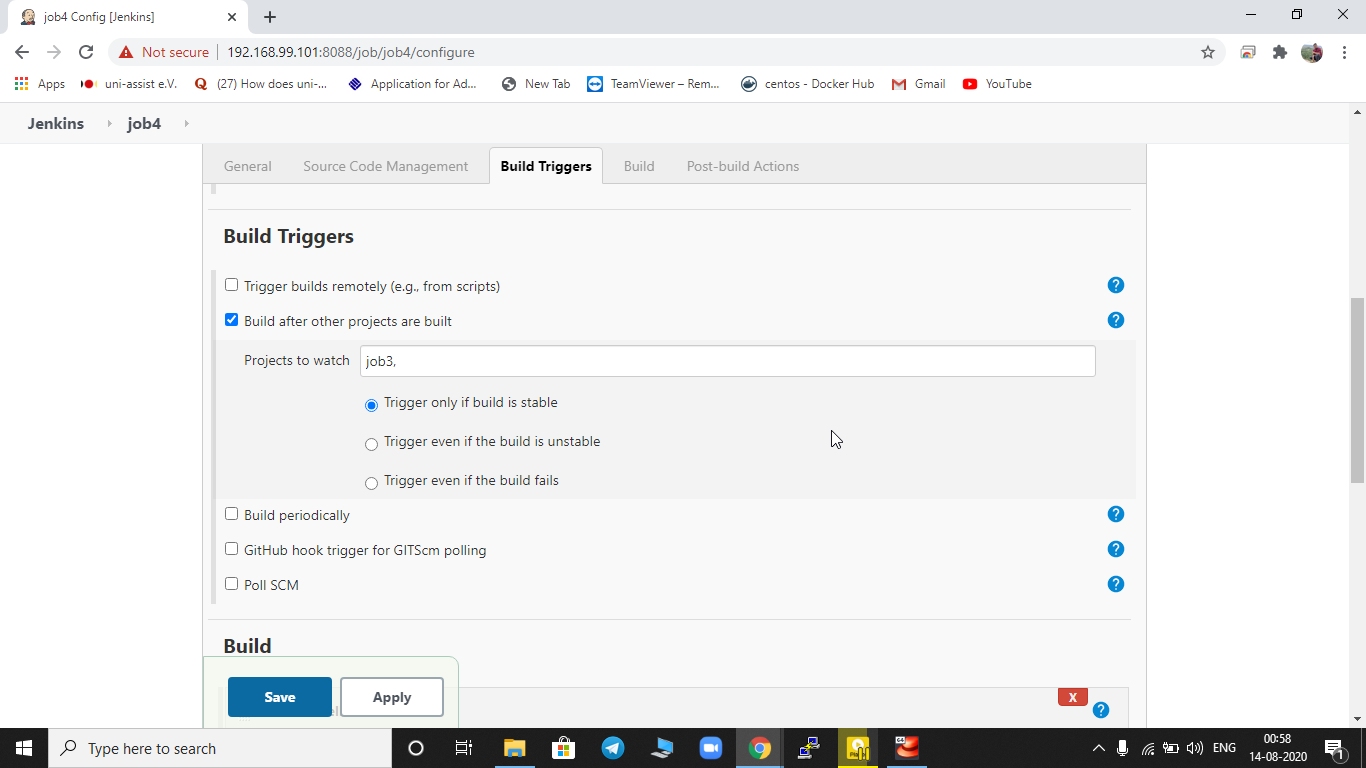 job4 Config [Jenkins]
Not secure 192.168.99.101:8088/job/job4/configure
Apps uni-assist e.V. (27) How does uni-... Application for Ad... New Tab TeamViewer – Rem... centos - Docker Hub Gmail YouTube
Jenkins job4
General Source Code Management Build Triggers Build Post-build Actions
Build Triggers
Trigger builds remotely (e.g., from scripts)
Build after other projects are built
Projects to watch job3,
Trigger only if build is stable
Trigger even if the build is unstable
Trigger even if the build fails
Build periodically
GitHub hook trigger for GITScm polling
Poll SCM
Build
Save Apply
X
Type here to search
ENG
00:58
14-08-2020
1